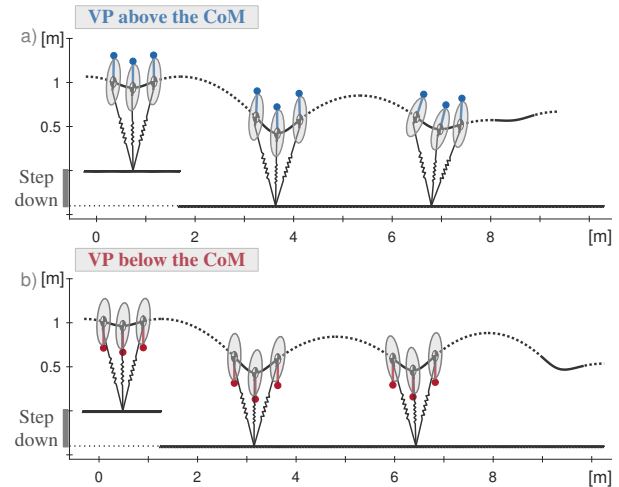 VP above the CoM
a) [m]
1
0.5
Step
down
0 2 4 6 8 [m]
VP below the CoM
b) [m]
1
0.5
Step
down
0 2 4 6 8 10 [m]